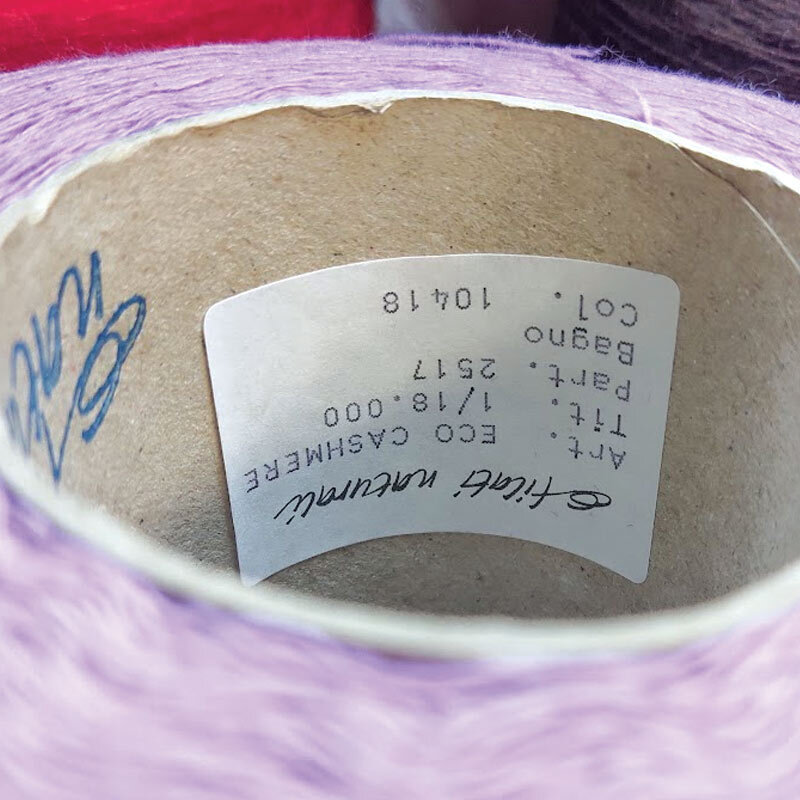 filati naturali
Art. ECO CASHMERE
Tit. 1/18.000
Part. 2517
Bagno
Col. 10418